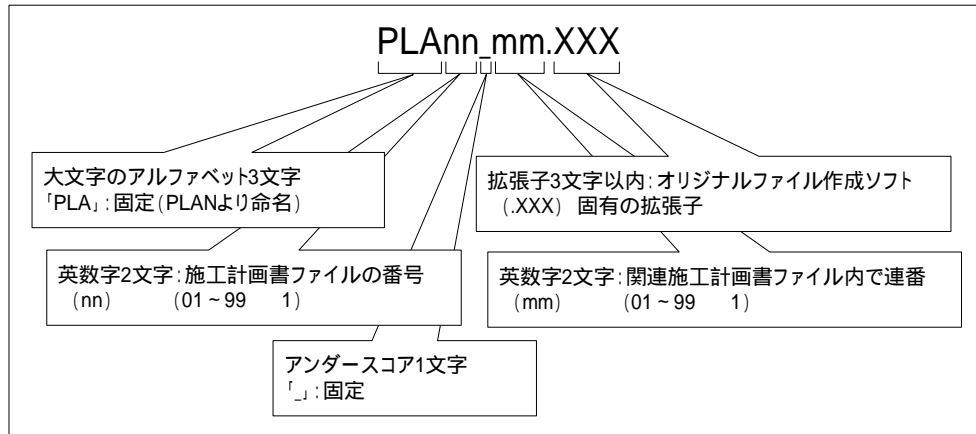 PLAnn_mm.XXX
大文字のアルファベット3文字
「PLA」:固定(PLANより命名)
拡張子3文字以内:オリジナルファイル作成ソフト
(.XXX) 固有の拡張子
英数字2文字:施工計画書ファイルの番号
(nn) (01~99 1)
英数字2文字:関連施工計画書ファイル内で連番
(mm) (01~99 1)
アンダースコア1文字
「_」:固定